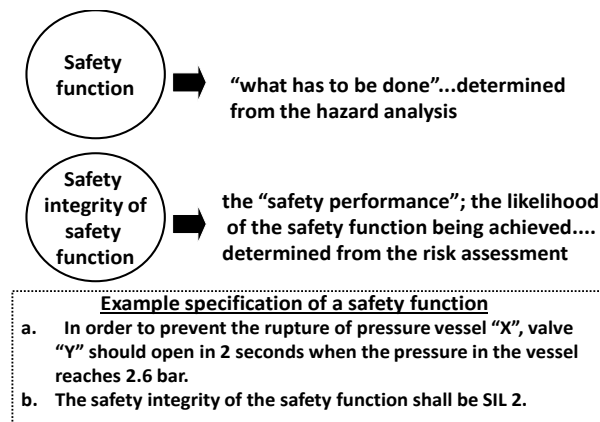 Safety
function
“what has to be done”...determined
from the hazard analysis
Safety
integrity of
safety
function
the “safety performance”; the likelihood
of the safety function being achieved....
determined from the risk assessment
Example specification of a safety function
a. In order to prevent the rupture of pressure vessel “X”, valve
“Y” should open in 2 seconds when the pressure in the vessel
reaches 2.6 bar.
b. The safety integrity of the safety function shall be SIL 2.